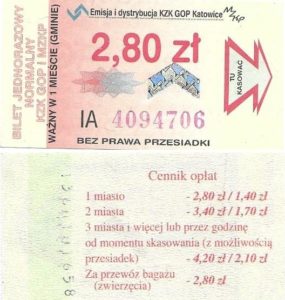 Emisja i dystrybucja KZK GOP Katowice
MZKP
BILET JEDNORAZOWY
NORMALNY
KZK GOP I MZKP
WAŻNY W 1 MIEŚCIE (GMINIE)
2,80 zł
TU
KASOWAĆ
IA 4094706
BEZ PRAWA PRZESIADKI
Cennik opłat
1 miasto - 2,80 zł / 1,40 zł
2 miasta - 3,40 zł / 1,70 zł
3 miasta i więcej lub przez godzinę
od momentu skasowania (z możliwością
przesiadek) - 4,20 zł / 2,10 zł
Za przewóz bagażu
(zwierzęcia) - 2,80 zł